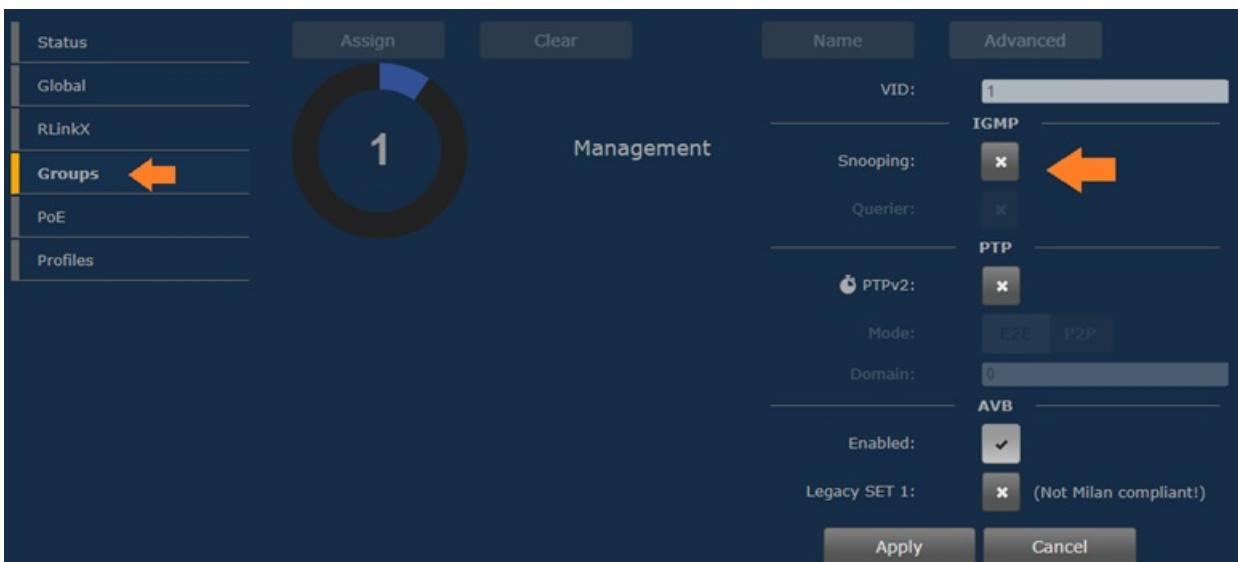 Status
Global
RLinkX
Groups
PoE
Profiles
Assign Clear Name Advanced
1
Management
VID: 1
IGMP
Snooping:
Querier:
PTP
PTPv2:
Mode: E2E P2P
Domain: 0
AVB
Enabled:
Legacy SET 1: (Not Milan compliant!)
Apply Cancel